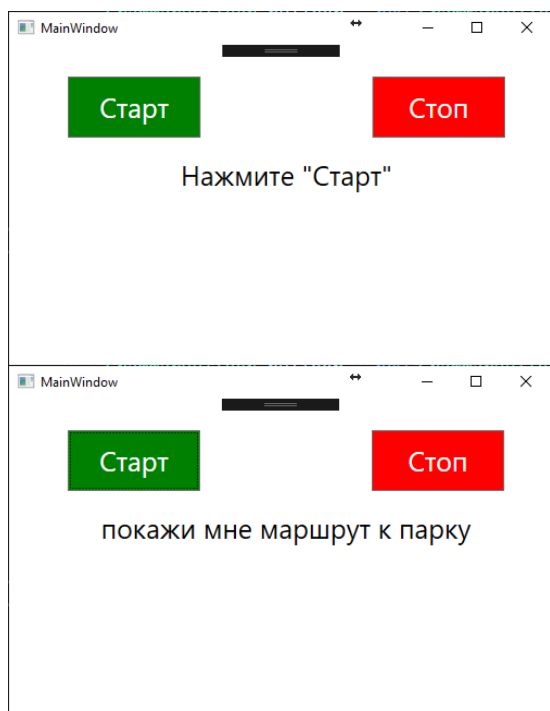 MainWindow
Старт Стоп
Нажмите "Старт"
MainWindow
Старт Стоп
покажи мне маршрут к парку